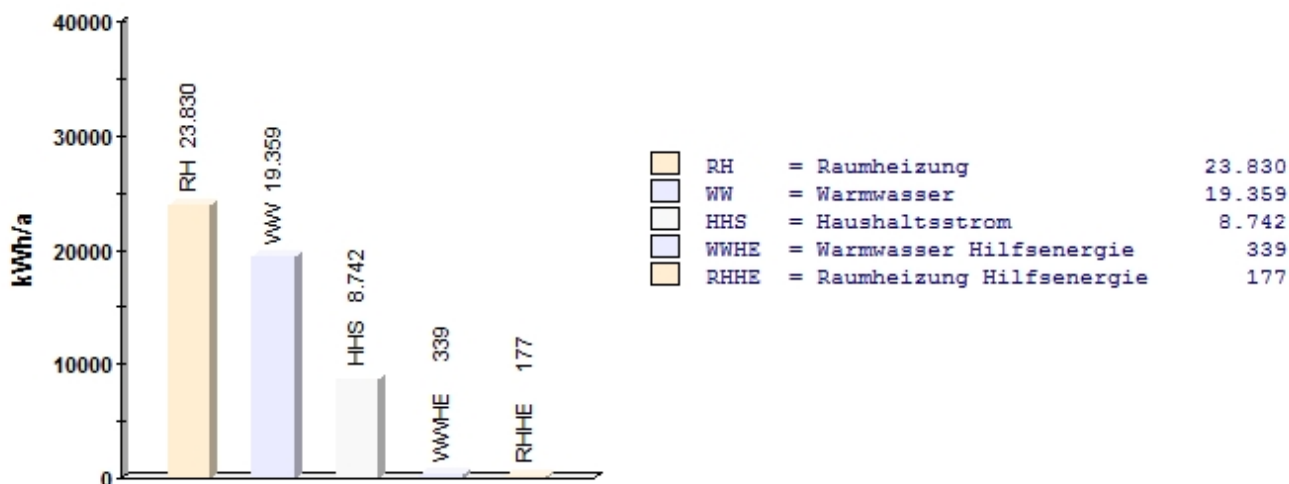 40000
30000
20000
10000
0
kWh/a
RH 23.830
WW 19.359
HHS 8.742
WWHE 339
RHHE 177
RH = Raumheizung 23.830
WW = Warmwasser 19.359
HHS = Haushaltsstrom 8.742
WWHE = Warmwasser Hilfsenergie 339
RHHE = Raumheizung Hilfsenergie 177